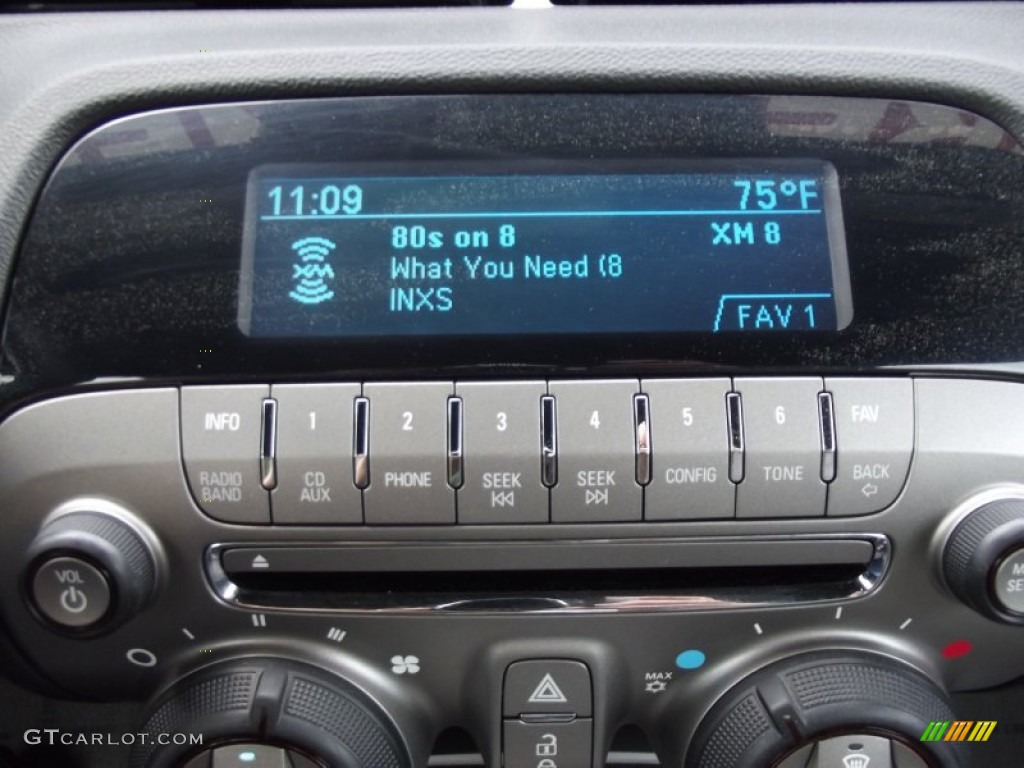 11:09 75°F
80s on 8 XM 8
xm What You Need (8
INXS
FAV 1
INFO 1 2 3 4 5 6 FAV
RADIO BAND CD AUX PHONE SEEK SEEK CONFIG TONE BACK
VOL
MAX
GTCARLOT.COM